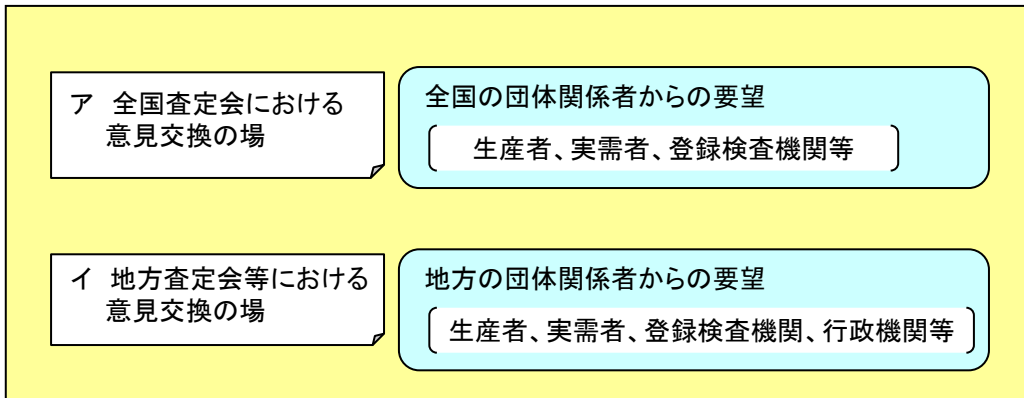 ア 全国査定会における
意見交換の場
全国の団体関係者からの要望
生産者、実需者、登録検査機関等
イ 地方査定会等における
意見交換の場
地方の団体関係者からの要望
生産者、実需者、登録検査機関、行政機関等